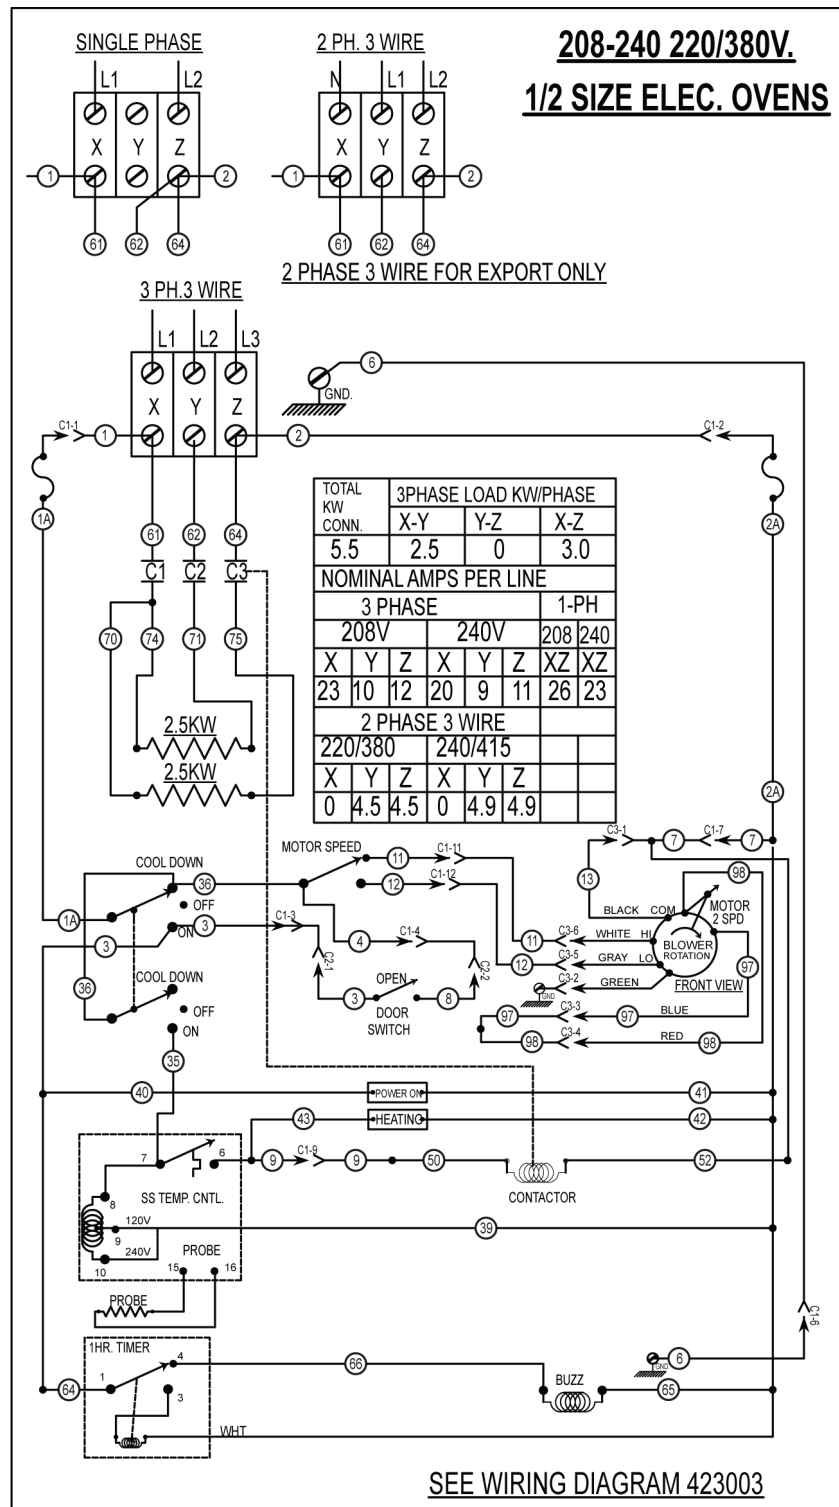 208-240 220/380V.
1/2 SIZE ELEC. OVENS
SINGLE PHASE
L1 L2
X Y Z
1 2
61 62 64
2 PH. 3 WIRE
N L1 L2
X Y Z
1 2
61 62 64
2 PHASE 3 WIRE FOR EXPORT ONLY
3 PH.3 WIRE
L1 L2 L3
X Y Z
6
GND.
C1-1 1 2 C1-2
1A 2A
61 62 64
C1 C2 C3
70 74 71 75
2.5KW
2.5KW
TOTAL KW CONN. 3PHASE LOAD KW/PHASE
X-Y Y-Z X-Z
5.5 2.5 0 3.0
NOMINAL AMPS PER LINE
3 PHASE 1-PH
208V 240V 208 240
X Y Z X Y Z XZ XZ
23 10 12 20 9 11 26 23
2 PHASE 3 WIRE
220/380 240/415
X Y Z X Y Z
0 4.5 4.5 0 4.9 4.9
2A
C3-1 7 C1-7 7
MOTOR SPEED 11 C1-11
12 C1-12
COOL DOWN
36
OFF
1A
3 ON 3 C1-3
4 C1-4
C2-1 C2-2
36
COOL DOWN
OFF
ON
3 OPEN 8
DOOR
SWITCH
13 98
MOTOR
2 SPD
BLACK COM
11 C3-6 WHITE HI
12 C3-5 GRAY LO
BLOWER
ROTATION
97
C3-2 GREEN
FRONT VIEW
GND.
97 C3-3 97 BLUE
98 C3-4 RED 98
35
40 POWER ON 41
43 HEATING 42
7 6 9 C1-9 9 50 52
CONTACTOR
SS TEMP. CNTL.
8
120V
9 39
240V
10
PROBE
15 16
PROBE
C1-6
1HR. TIMER
4 66
GND 6
64 1
3
BUZZ
65
WHT
SEE WIRING DIAGRAM 423003